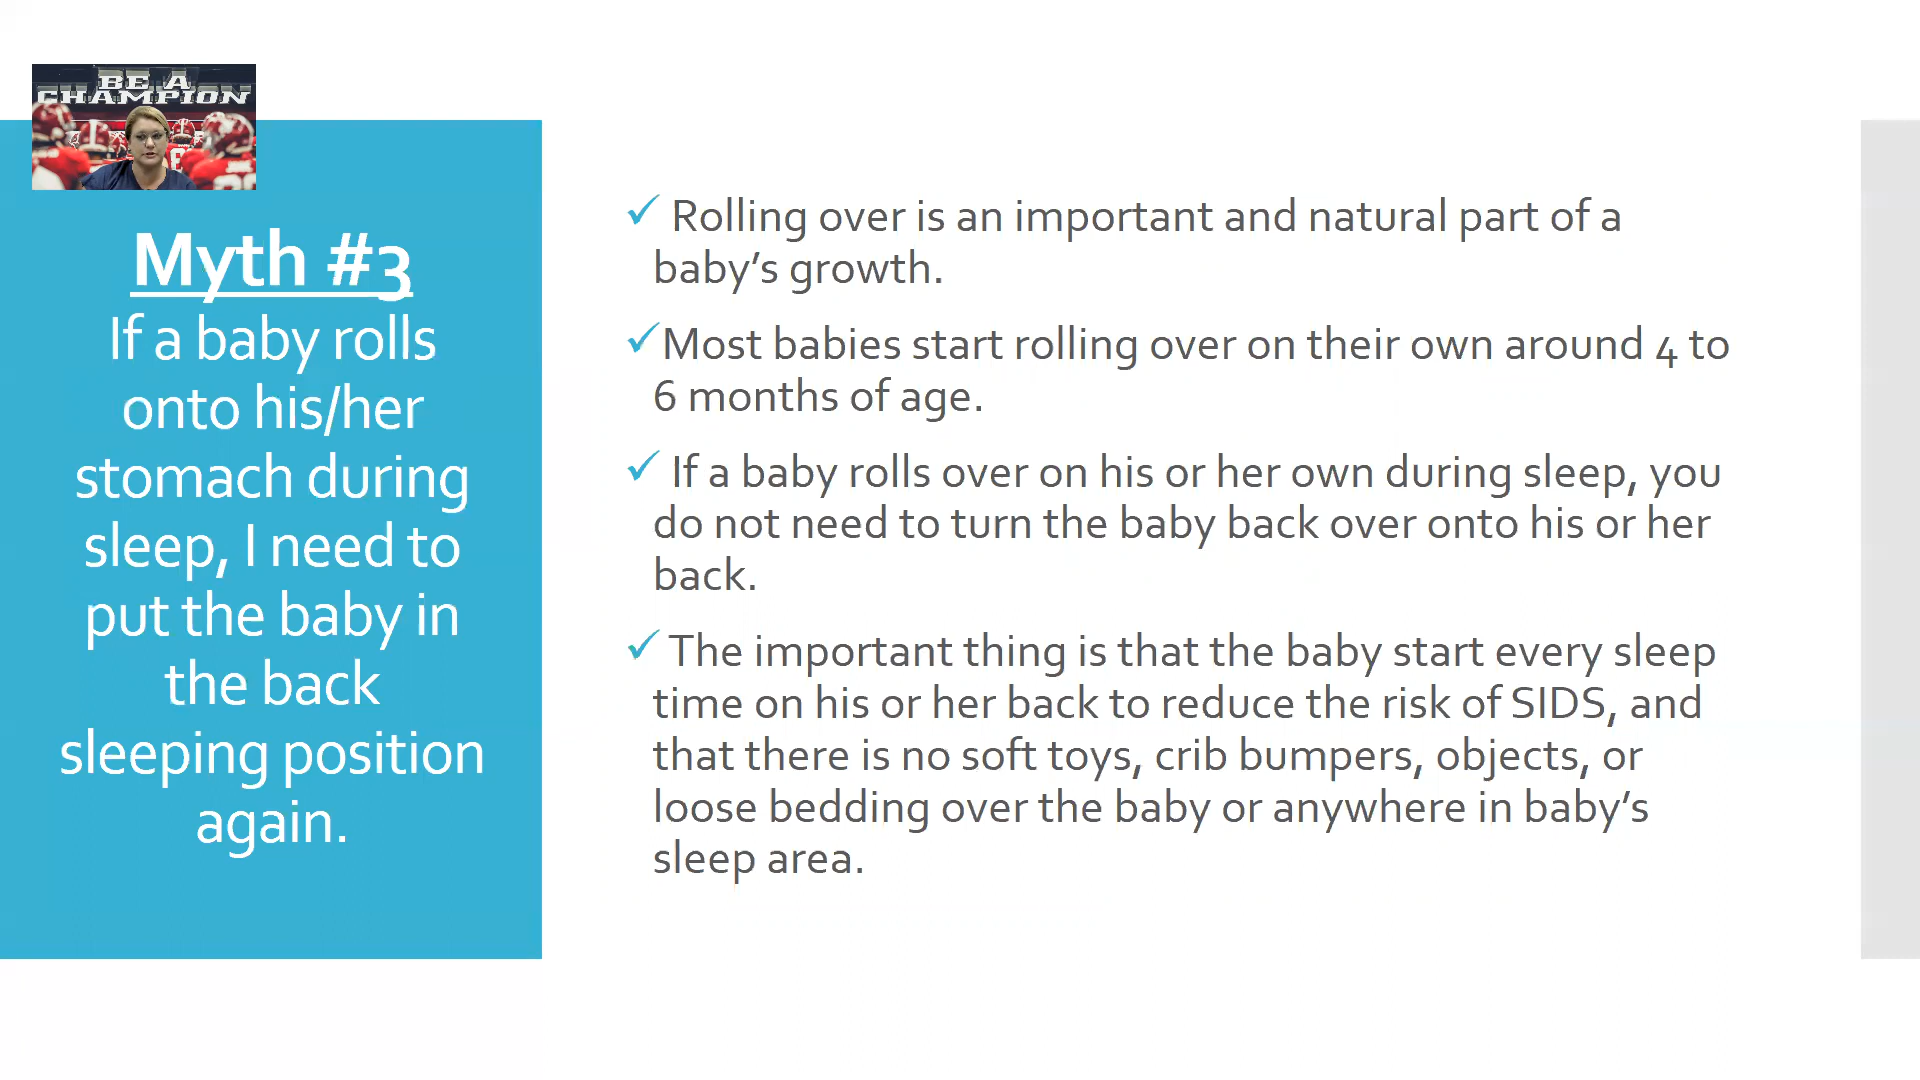 BE A
CHAMPION
Myth #3
If a baby rolls
onto his/her
stomach during
sleep, I need to
put the baby in
the back
sleeping position
again.
✓ Rolling over is an important and natural part of a
baby’s growth.
✓Most babies start rolling over on their own around 4 to
6 months of age.
✓ If a baby rolls over on his or her own during sleep, you
do not need to turn the baby back over onto his or her
back.
✓ The important thing is that the baby start every sleep
time on his or her back to reduce the risk of SIDS, and
that there is no soft toys, crib bumpers, objects, or
loose bedding over the baby or anywhere in baby’s
sleep area.